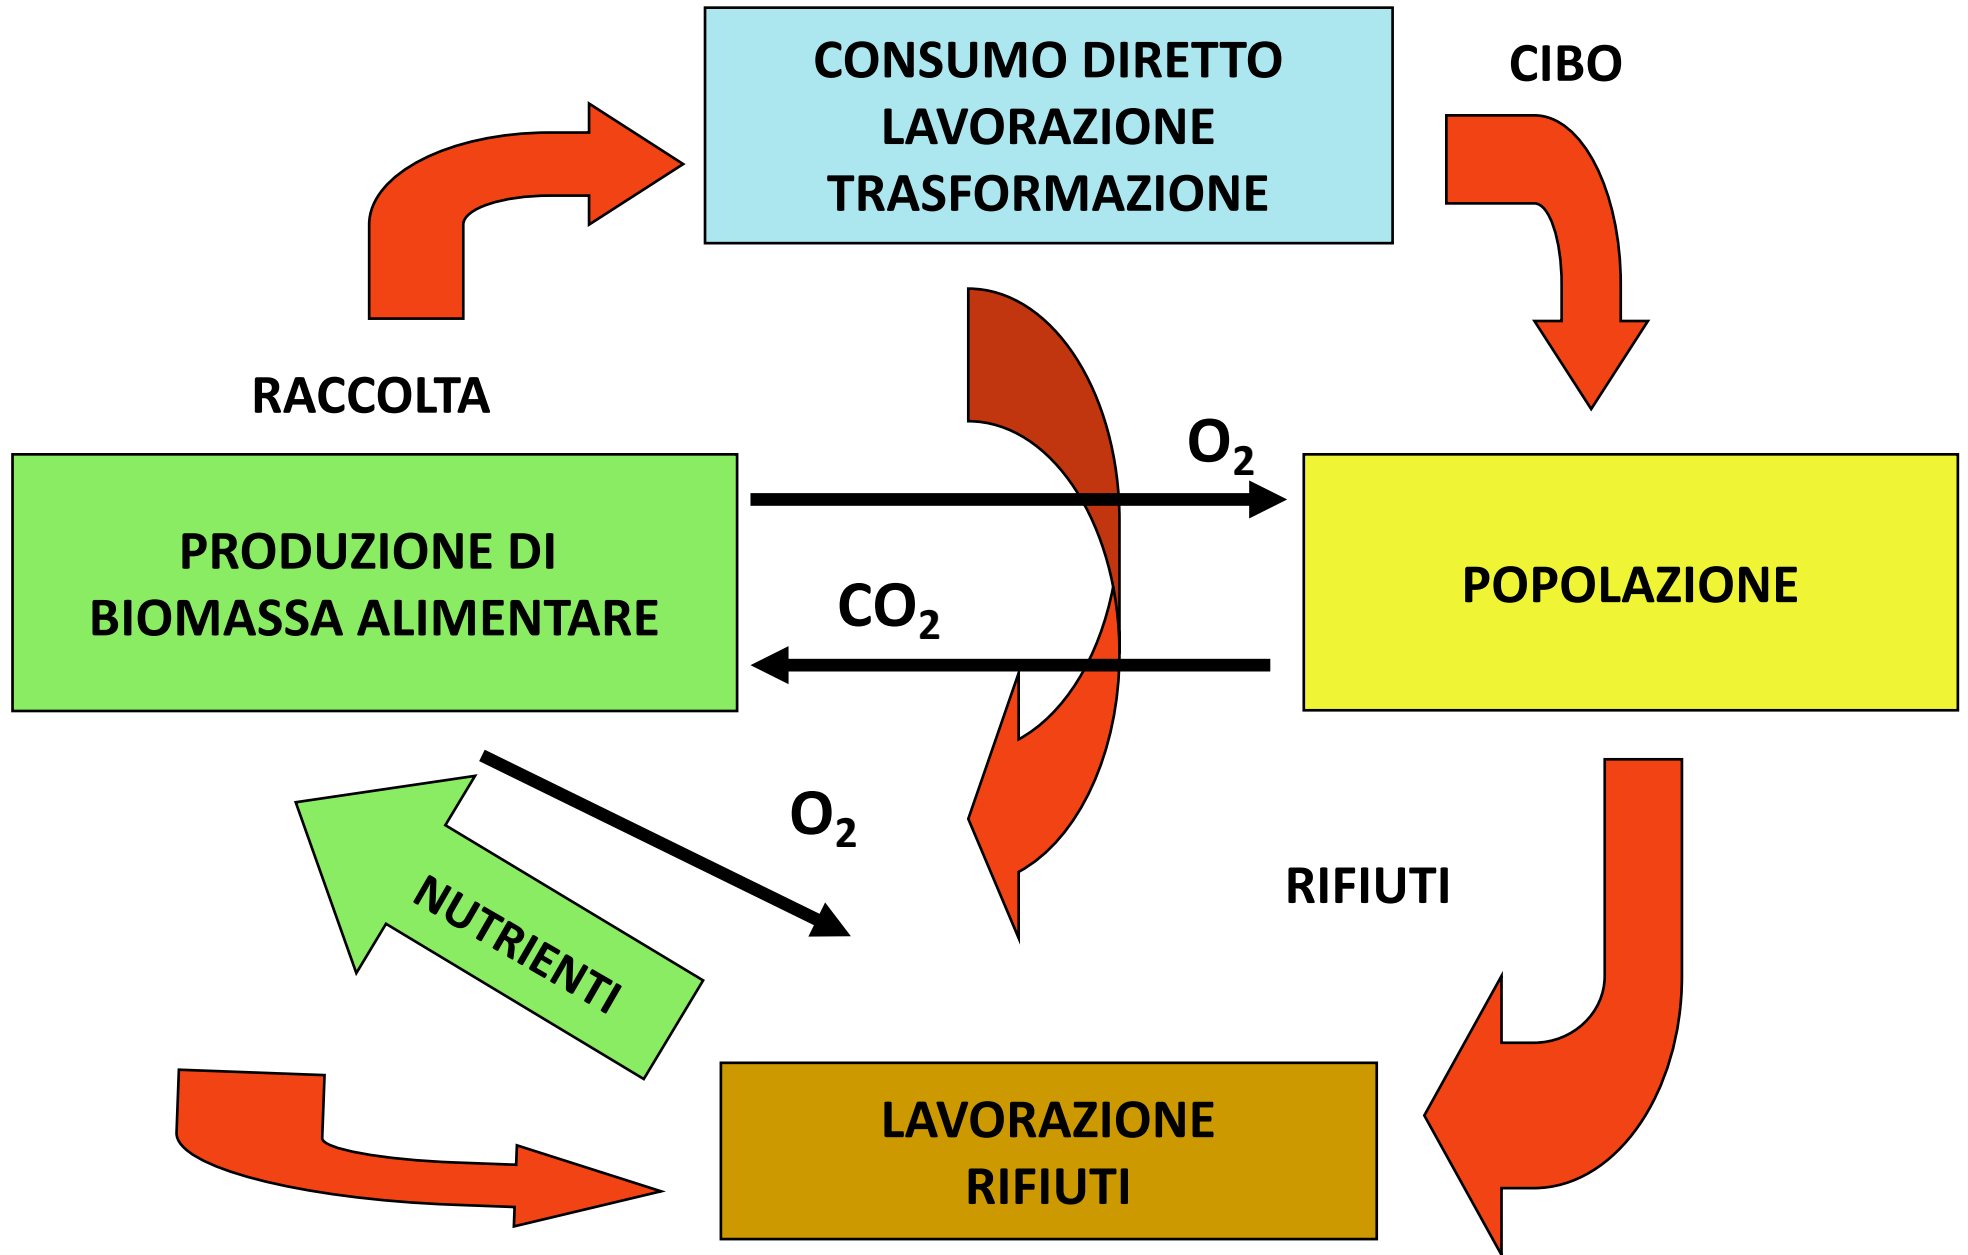 CONSUMO DIRETTO
LAVORAZIONE
TRASFORMAZIONE
CIBO
RACCOLTA
O₂
PRODUZIONE DI
BIOMASSA ALIMENTARE
CO₂
POPOLAZIONE
O₂
NUTRIENTI
RIFIUTI
LAVORAZIONE
RIFIUTI